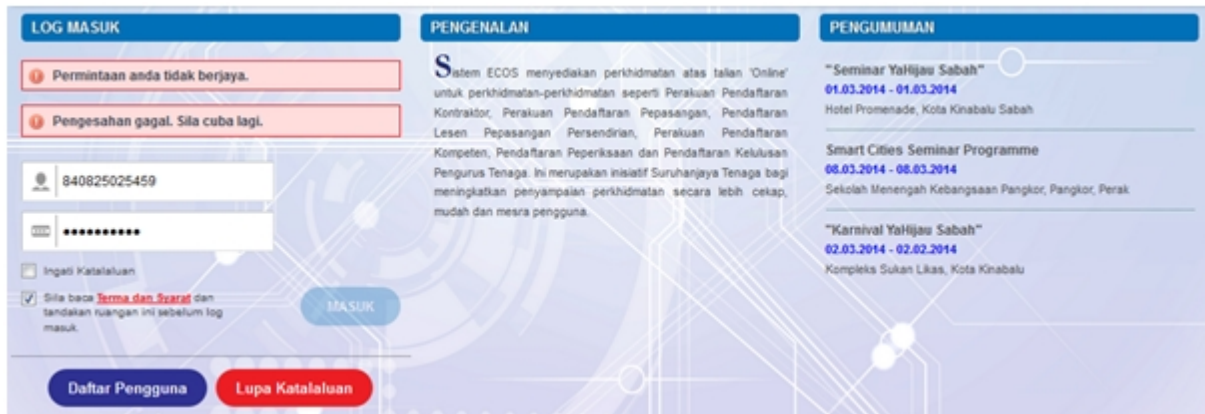 LOG MASUK
Permintaan anda tidak berjaya.
Pengesahan gagal. Sila cuba lagi.
840825025459
••••••••••
Ingati Katalaluan
Sila baca Terma dan Syarat dan
tandakan ruangan ini sebelum log
masuk.
MASUK
Daftar Pengguna
Lupa Katalaluan
PENGENALAN
Sistem ECOS menyediakan perkhidmatan atas talian 'Online'
untuk perkhidmatan-perkhidmatan seperti Perakuan Pendaftaran
Kontraktor, Perakuan Pendaftaran Pepasangan, Pendaftaran
Lesen Pepasangan Persendirian, Perakuan Pendaftaran
Kompeten, Pendaftaran Peperiksaan dan Pendaftaran Kelulusan
Pengurus Tenaga. Ini merupakan inisiatif Suruhanjaya Tenaga bagi
meningkatkan penyampaian perkhidmatan secara lebih cekap,
mudah dan mesra pengguna.
PENGUMUMAN
"Seminar YaHijau Sabah"
01.03.2014 - 01.03.2014
Hotel Promenade, Kota Kinabalu Sabah
Smart Cities Seminar Programme
08.03.2014 - 08.03.2014
Sekolah Menengah Kebangsaan Pangkor, Pangkor, Perak
"Karnival YaHijau Sabah"
02.03.2014 - 02.02.2014
Kompleks Sukan Likas, Kota Kinabalu